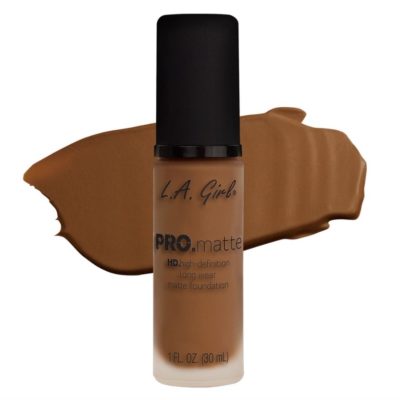 L.A. Girl®
PRO.matte
HD.high-definition
long wear
matte foundation
1 FL. OZ. (30 mL)